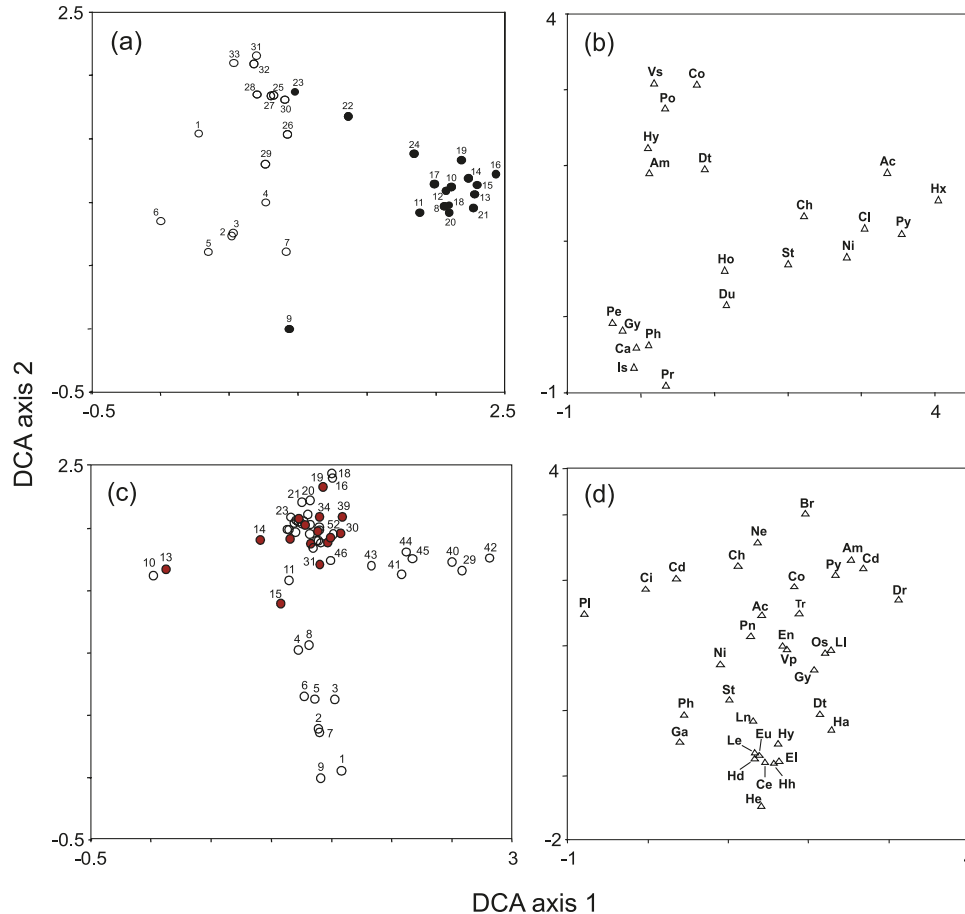 2.5
(a)
31
33
32
23
28
25
27
30
22
1
26
24
19
29
16
17
10
14
15
4
12
18
13
11
8
21
6
20
3
2
5
7
9
-0.5
-0.5
2.5
4
(b)
Vs
Co
Po
Hy
Am
Dt
Ac
Hx
Ch
Cl
Py
Ho
St
Ni
Du
Pe
Gy
Ph
Ca
Is
Pr
-1
-1
4
DCA axis 2
2.5
(c)
19
18
16
21
20
34
39
23
52
30
14
44
45
40
42
10
13
46
43
41
29
11
31
15
4
8
6
5
3
2
7
9
1
-0.5
-0.5
3
4
(d)
Br
Ne
Ch
Am
Cd
Py
Ci
Cd
Co
Dr
Pl
Ac
Tr
Pn
En
Os
Ll
Vp
Ni
Gy
St
Ph
Dt
Ln
Ha
Ga
Eu
Hy
Le
El
Hd
Ce
Hh
He
-2
-1
DCA axis 1